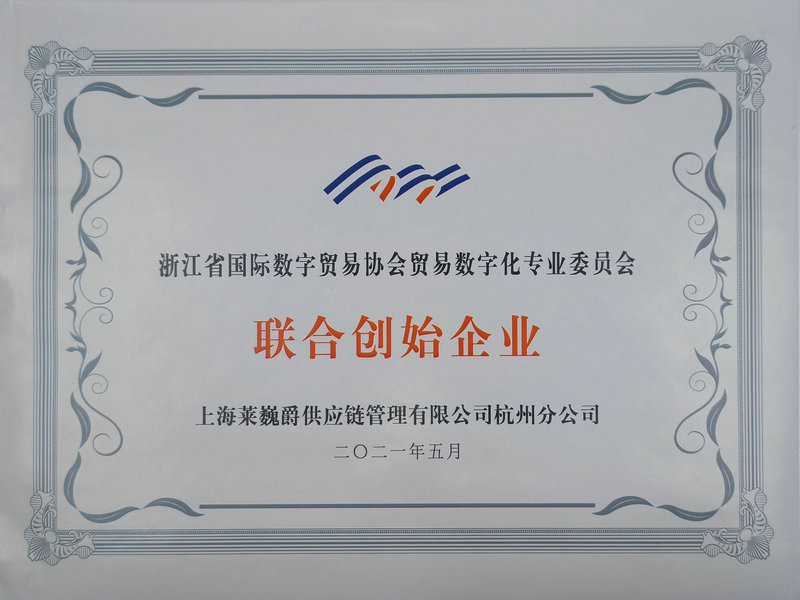 浙江省国际数字贸易协会贸易数字化专业委员会
联合创始企业
上海莱巍爵供应链管理有限公司杭州分公司
二〇二一年五月